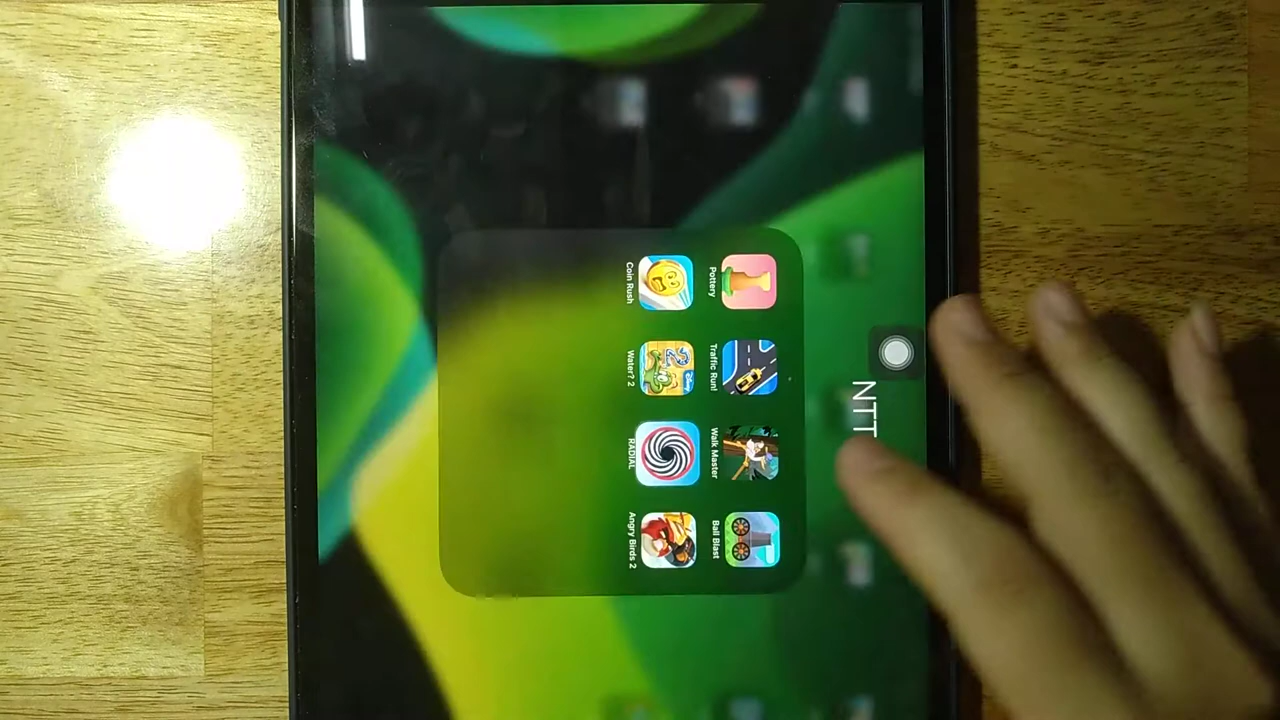 NTT
Pottery
Traffic Run!
Walk Master
Ball Blast
Coin Rush
Water? 2
RADIAL
Angry Birds 2